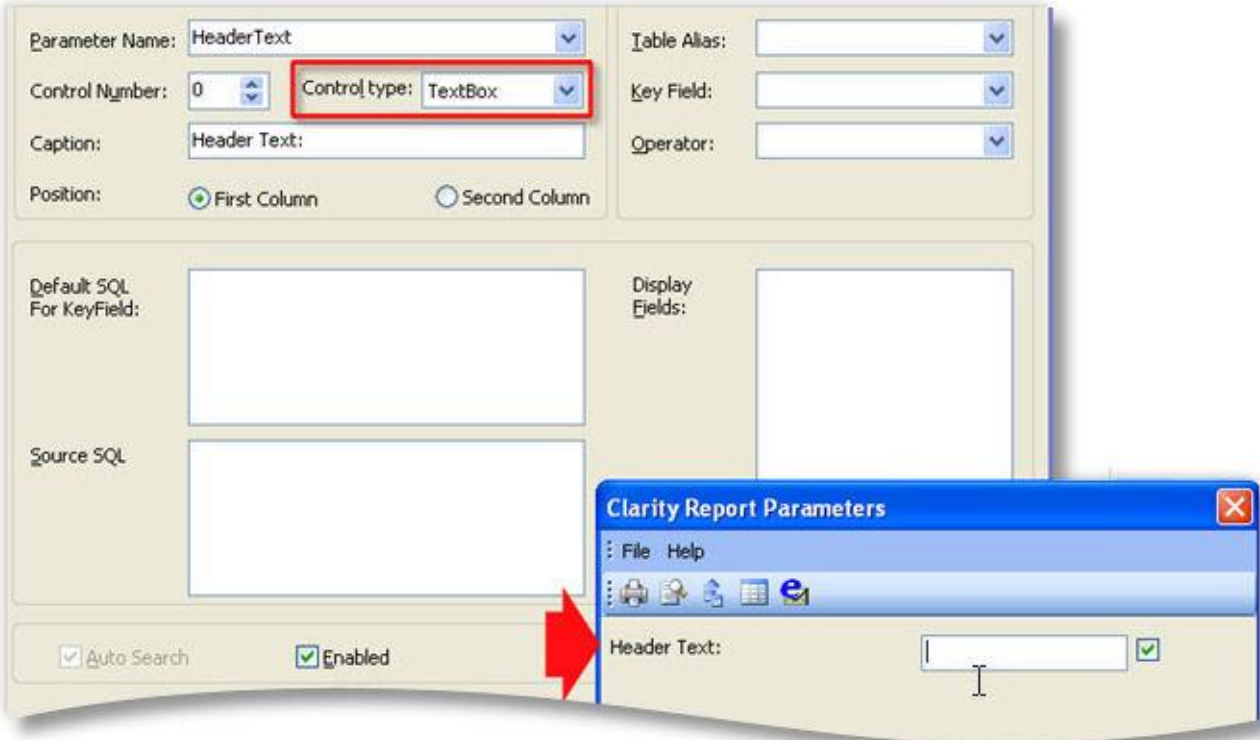 Parameter Name: HeaderText
Control Number: 0 Control type: TextBox
Caption: Header Text:
Position: First Column Second Column
Table Alias:
Key Field:
Operator:
Default SQL
For KeyField:
Display
Fields:
Source SQL
Auto Search Enabled
Clarity Report Parameters
File Help
Header Text: